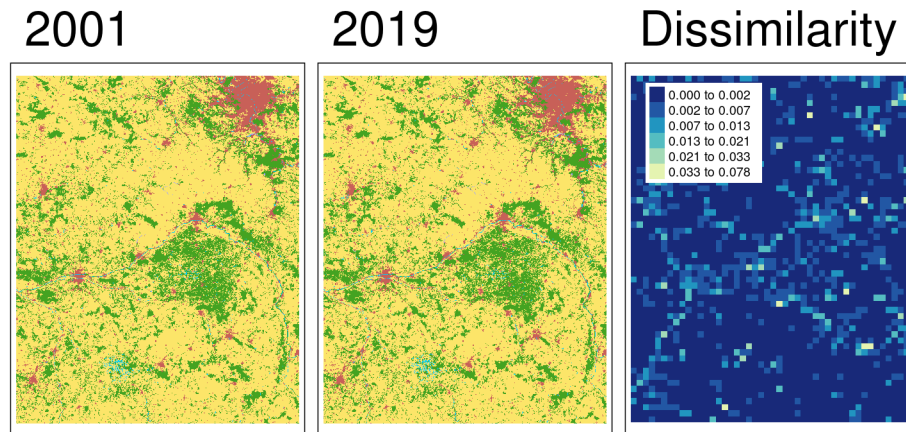 2001
2019
Dissimilarity
0.000 to 0.002
0.002 to 0.007
0.007 to 0.013
0.013 to 0.021
0.021 to 0.033
0.033 to 0.078